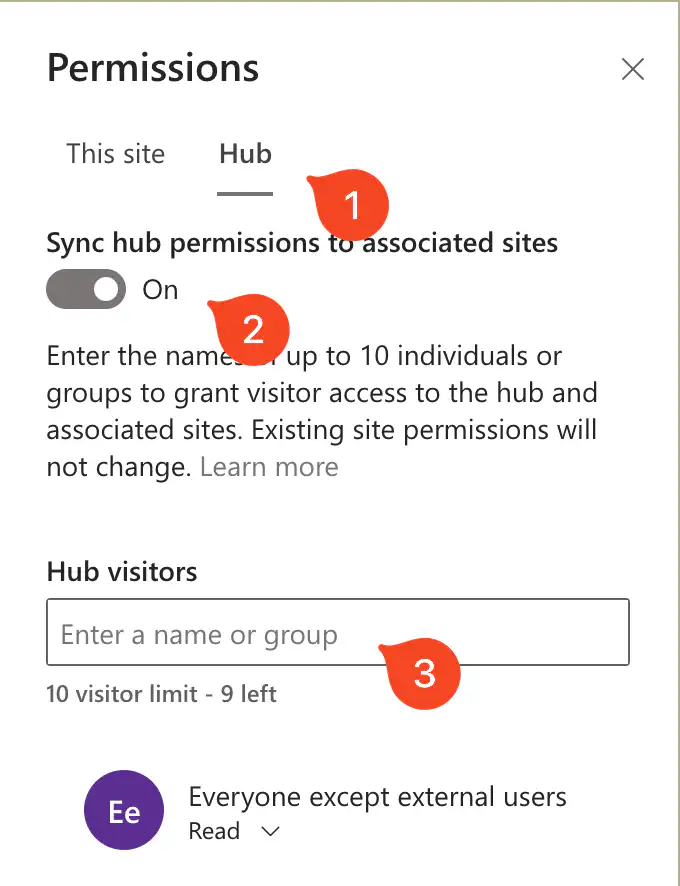 Permissions
This site Hub
1
Sync hub permissions to associated sites
On
2
Enter the names up to 10 individuals or
groups to grant visitor access to the hub and
associated sites. Existing site permissions will
not change. Learn more
Hub visitors
Enter a name or group
3
10 visitor limit - 9 left
Ee
Everyone except external users
Read